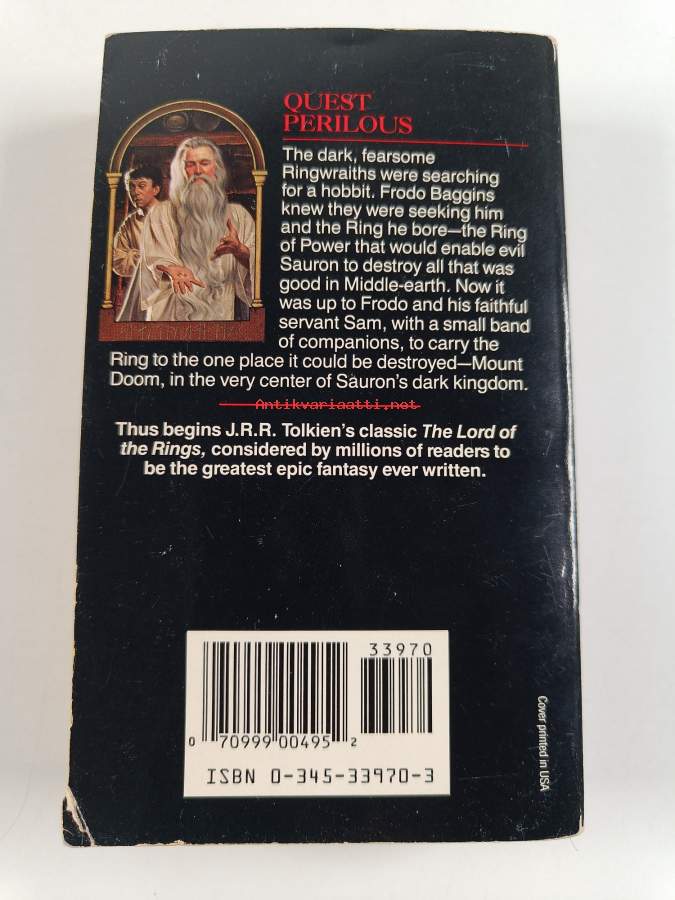 QUEST
PERILOUS
The dark, fearsome
Ringwraiths were searching
for a hobbit. Frodo Baggins
knew they were seeking him
and the Ring he bore—the Ring
of Power that would enable evil
Sauron to destroy all that was
good in Middle-earth. Now it
was up to Frodo and his faithful
servant Sam, with a small band
of companions, to carry the
Ring to the one place it could be destroyed—Mount
Doom, in the very center of Sauron's dark kingdom.
Antikvariaatti.net
Thus begins J.R.R. Tolkien's classic The Lord of
the Rings, considered by millions of readers to
be the greatest epic fantasy ever written.
33970
0 70999 00495 2
ISBN 0-345-33970-3
Cover printed in USA